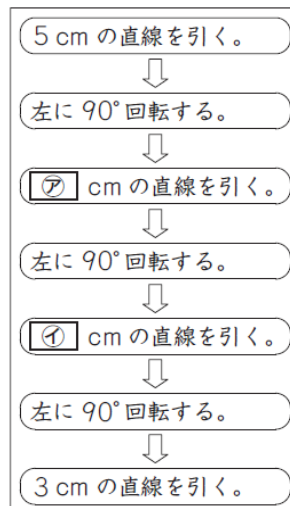 5 cm の直線を引く。
左に 90°回転する。
㋐ cm の直線を引く。
左に 90°回転する。
㋑ cm の直線を引く。
左に 90°回転する。
3 cm の直線を引く。